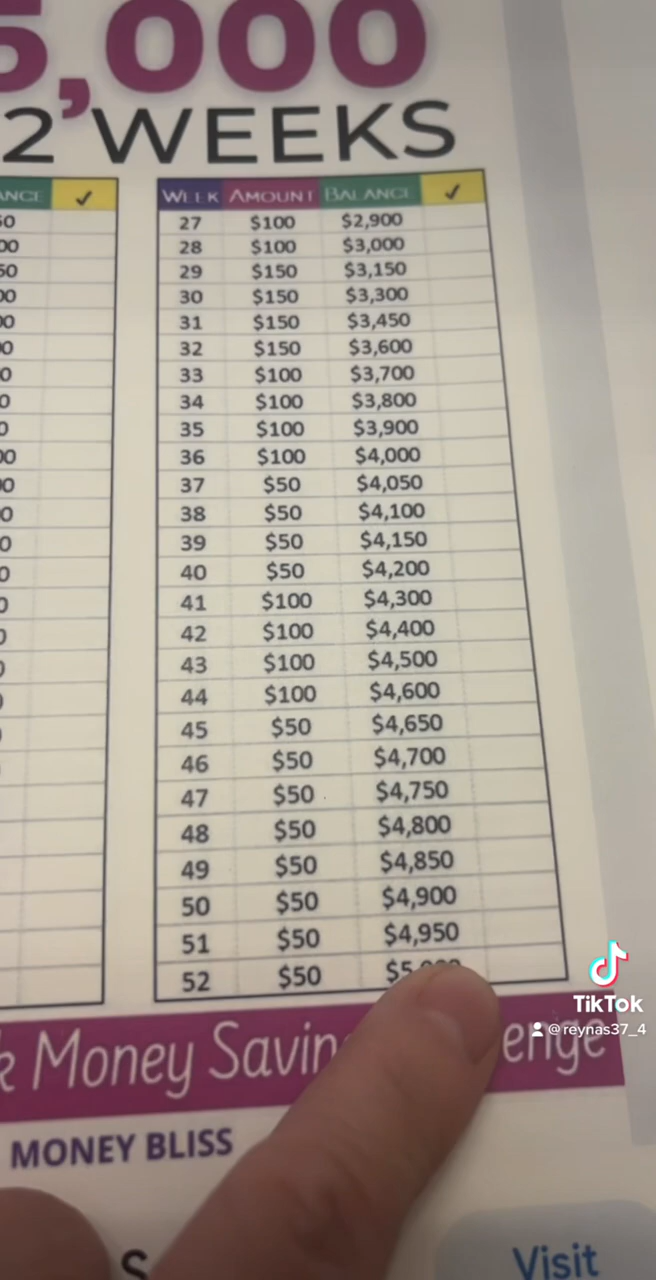 5,000
2 WEEKS
WEEK AMOUNT BALANCE ✓
27 $100 $2,900
28 $100 $3,000
29 $150 $3,150
30 $150 $3,300
31 $150 $3,450
32 $150 $3,600
33 $100 $3,700
34 $100 $3,800
35 $100 $3,900
36 $100 $4,000
37 $50 $4,050
38 $50 $4,100
39 $50 $4,150
40 $50 $4,200
41 $100 $4,300
42 $100 $4,400
43 $100 $4,500
44 $100 $4,600
45 $50 $4,650
46 $50 $4,700
47 $50 $4,750
48 $50 $4,800
49 $50 $4,850
50 $50 $4,900
51 $50 $4,950
52 $50
Money
MONEY BLISS
Visit
TikTok
@reynas37_4